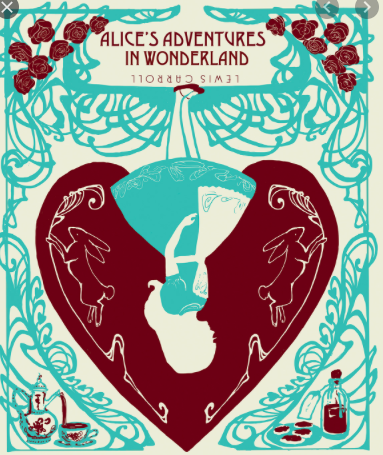 ALICE'S ADVENTURES
IN WONDERLAND
LEWIS CARROLL